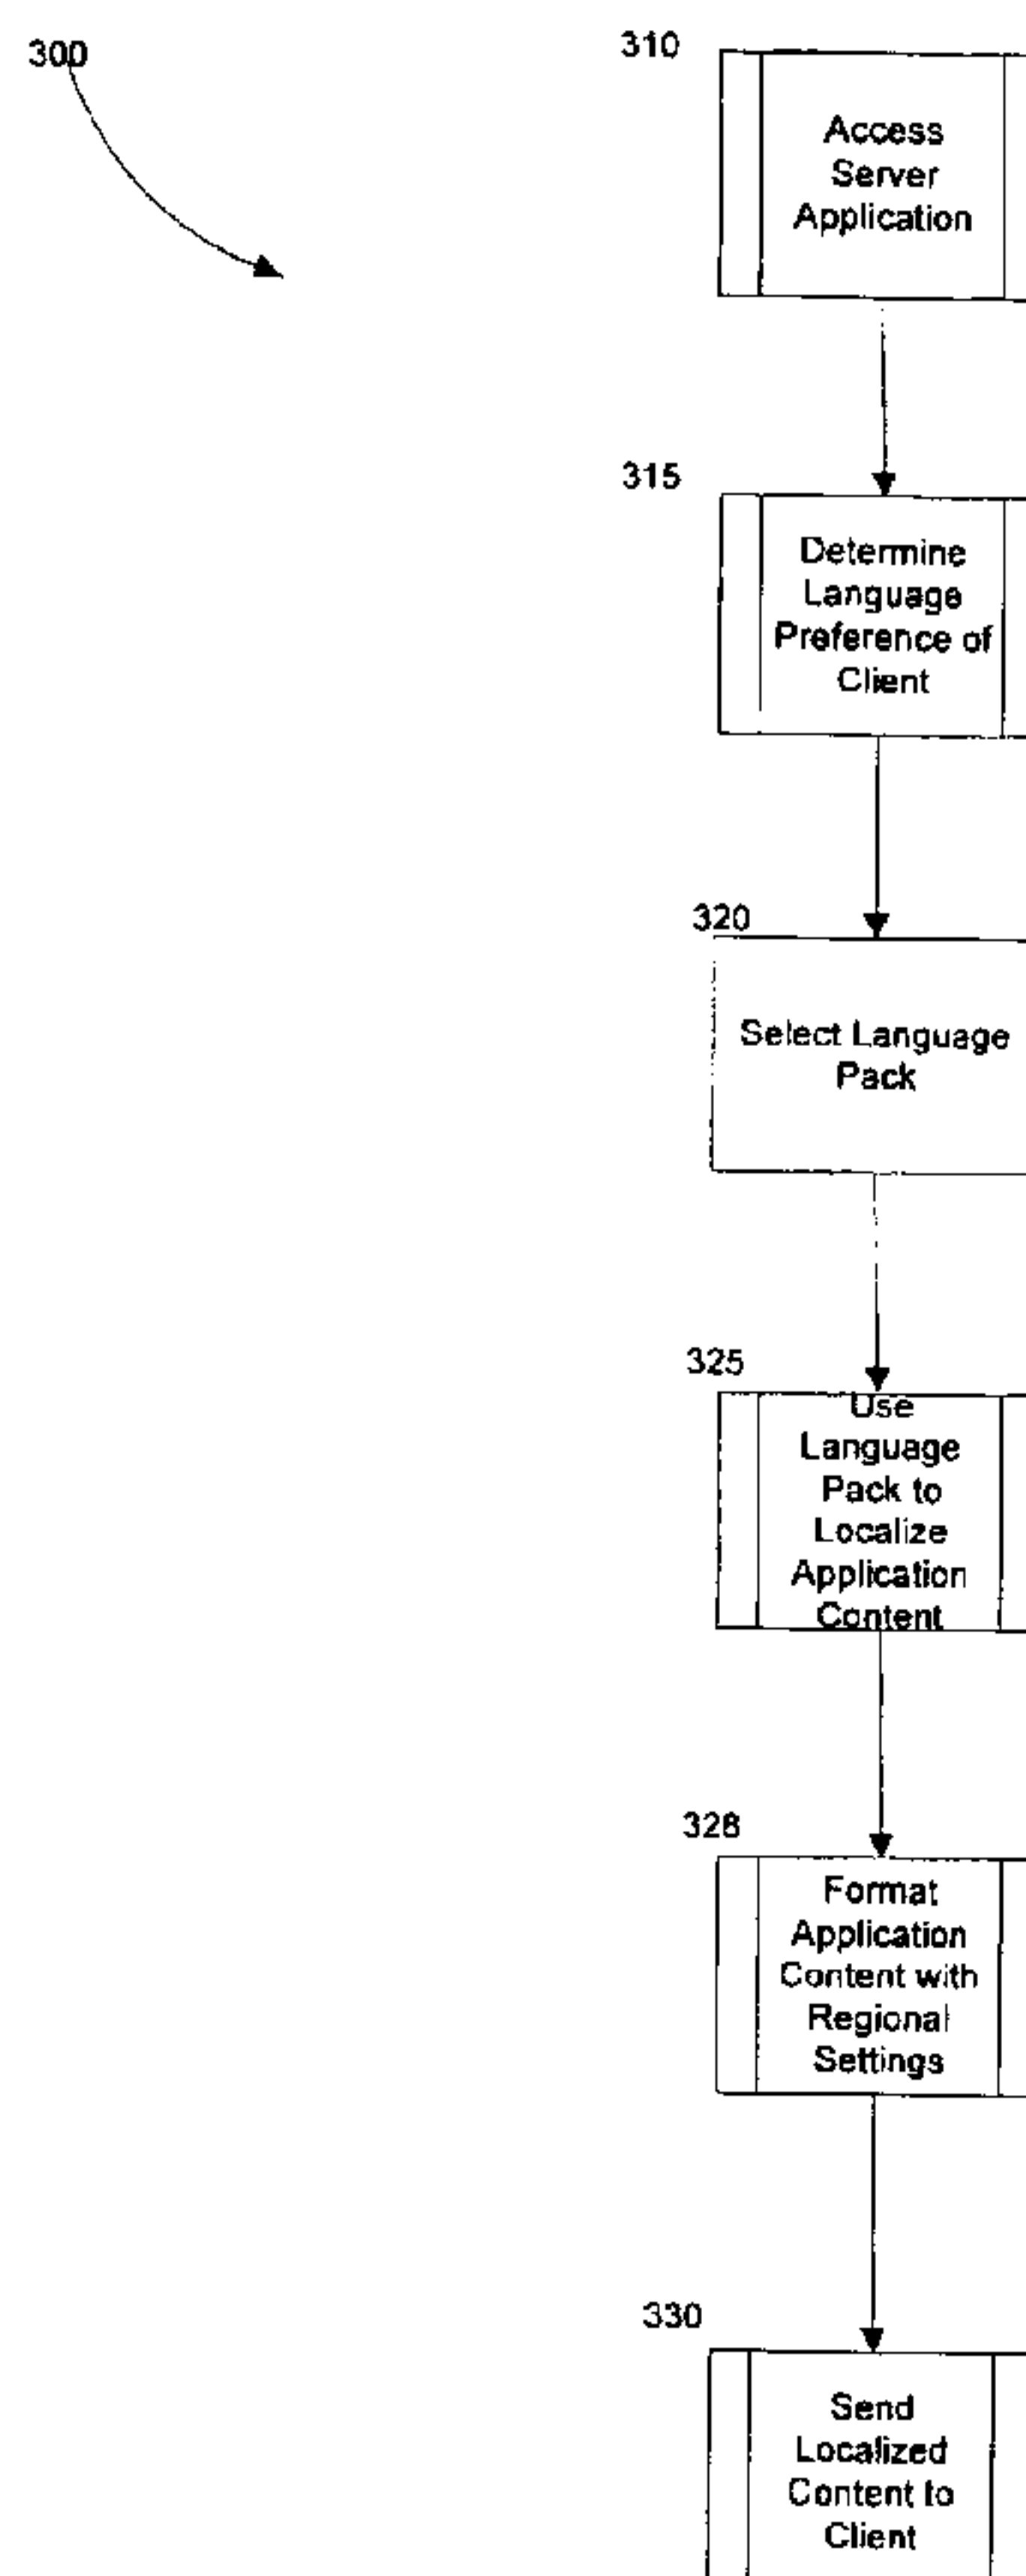 300
310
Access
Server
Application
315
Determine
Language
Preference of
Client
320
Select Language
Pack
325
Use
Language
Pack to
Localize
Application
Content
328
Format
Application
Content with
Regional
Settings
330
Send
Localized
Content to
Client